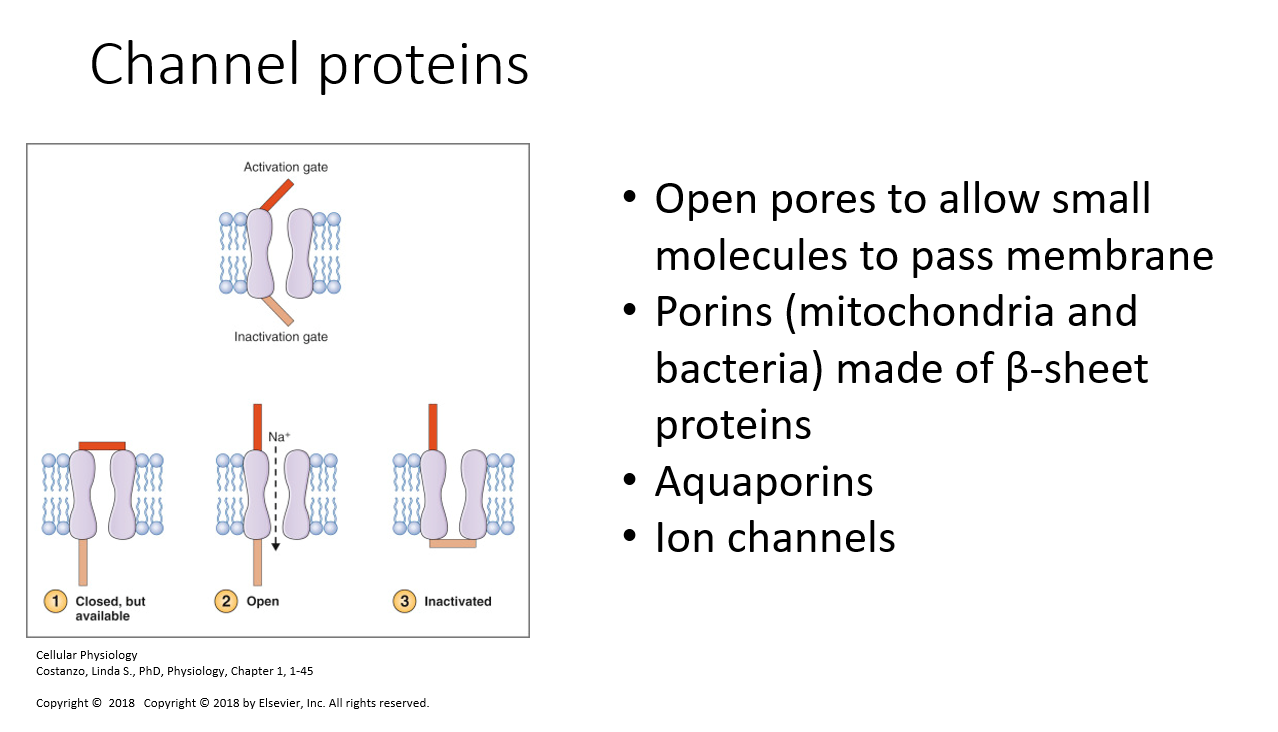 Channel proteins
Activation gate
Inactivation gate
Na⁺
1 Closed, but
available
2 Open
3 Inactivated
• Open pores to allow small
molecules to pass membrane
• Porins (mitochondria and
bacteria) made of β-sheet
proteins
• Aquaporins
• Ion channels
Cellular Physiology
Costanzo, Linda S., PhD, Physiology, Chapter 1, 1-45
Copyright © 2018 Copyright © 2018 by Elsevier, Inc. All rights reserved.